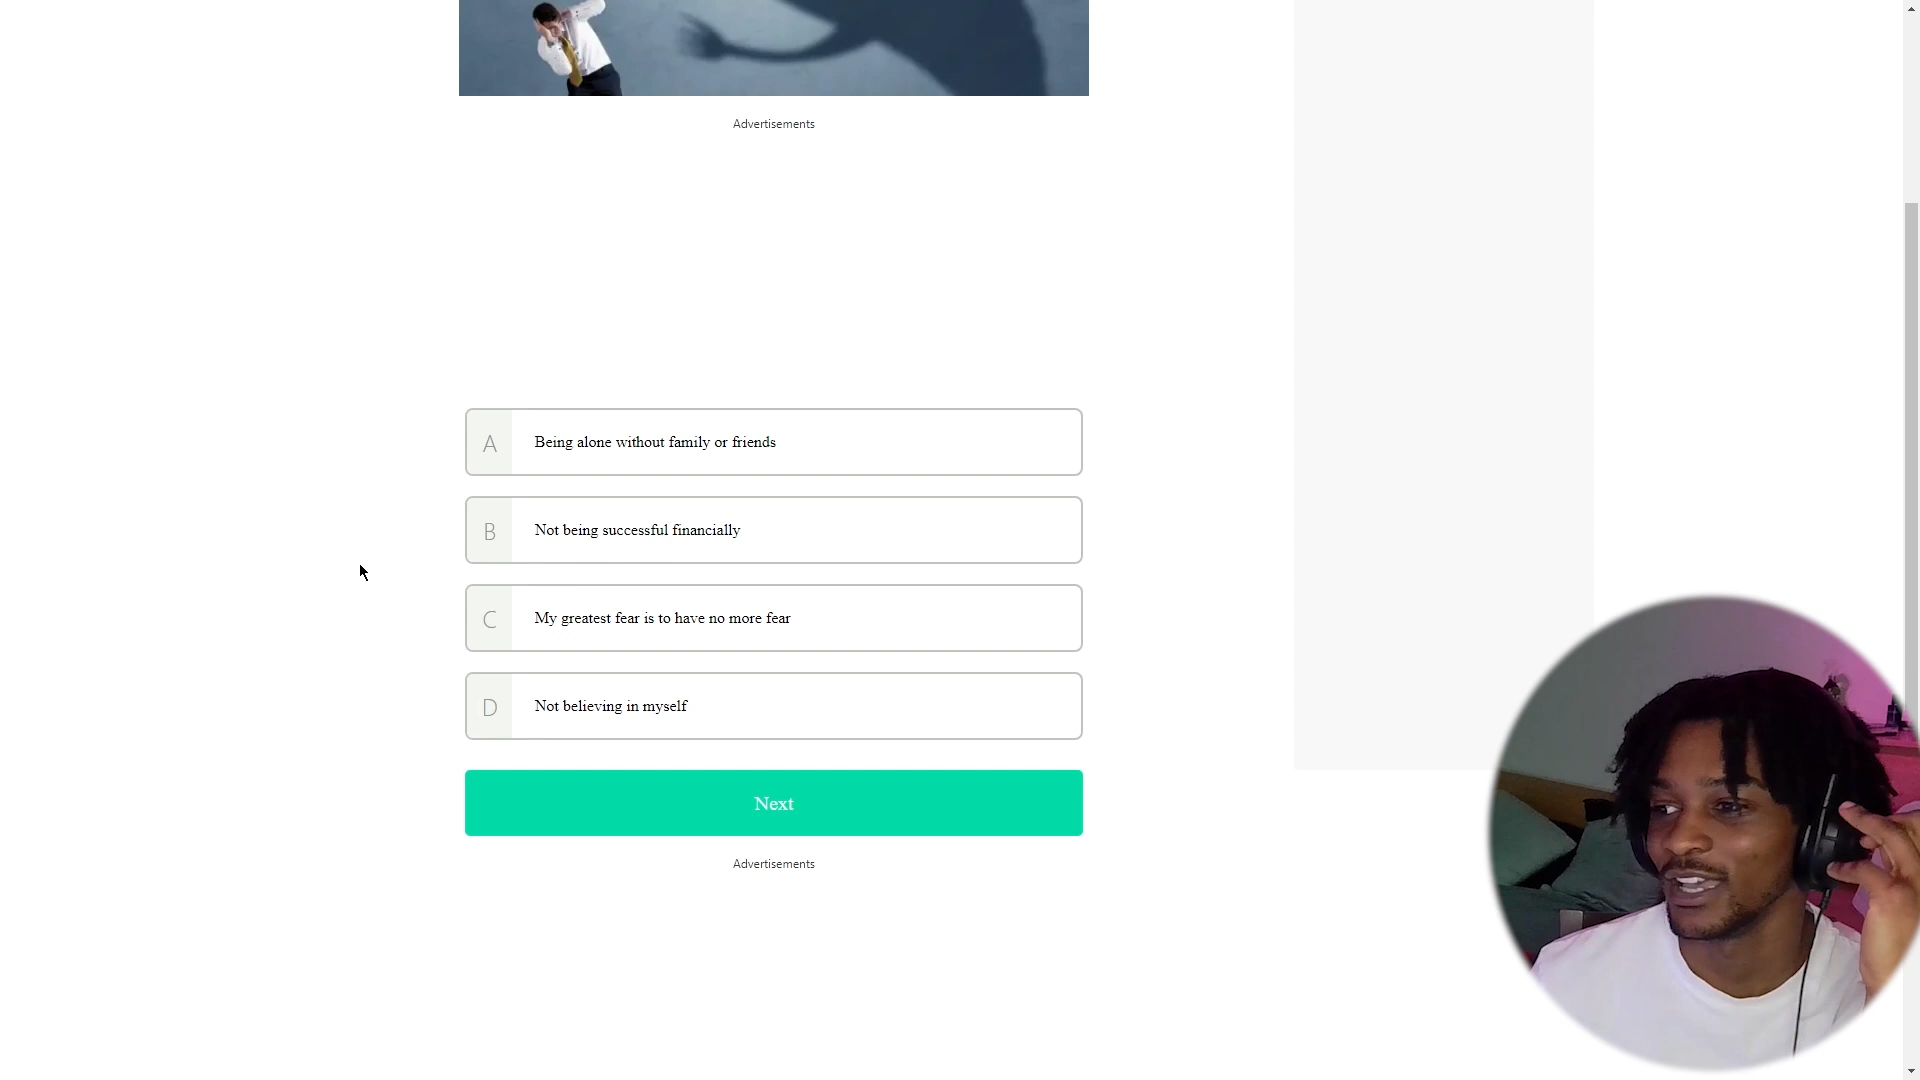 Advertisements
A
Being alone without family or friends
B
Not being successful financially
C
My greatest fear is to have no more fear
D
Not believing in myself
Next
Advertisements